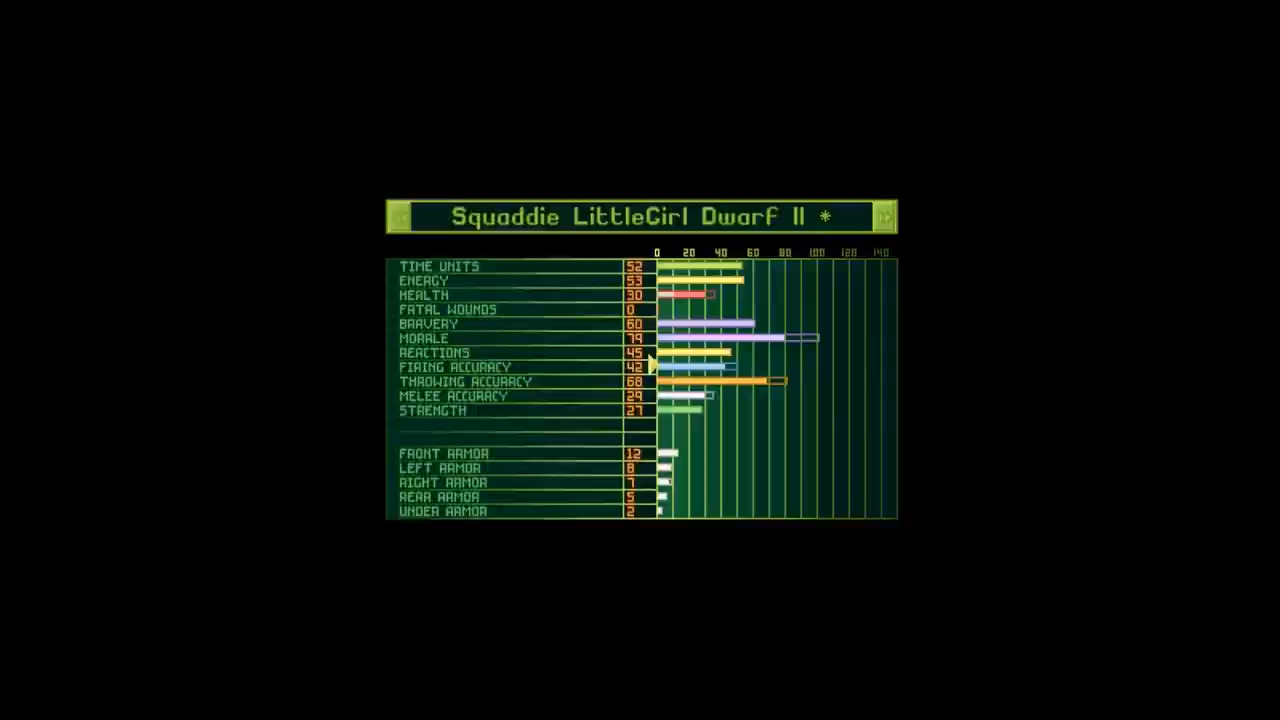 Squaddie LittleGirl Dwarf II *
0 20 40 60 80 100 120 140
TIME UNITS 52
ENERGY 53
HEALTH 30
FATAL WOUNDS 0
BRAVERY 60
MORALE 79
REACTIONS 45
FIRING ACCURACY 42
THROWING ACCURACY 68
MELEE ACCURACY 29
STRENGTH 27
FRONT ARMOR 12
LEFT ARMOR 8
RIGHT ARMOR 7
REAR ARMOR 5
UNDER ARMOR 2